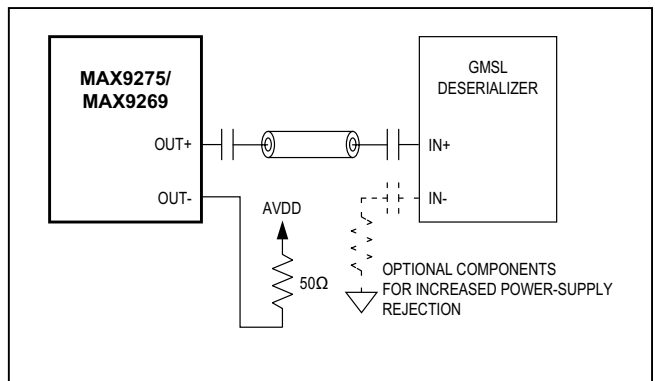 MAX9275/
MAX9269
OUT+
OUT-
AVDD
50Ω
GMSL
DESERIALIZER
IN+
IN-
OPTIONAL COMPONENTS
FOR INCREASED POWER-SUPPLY
REJECTION